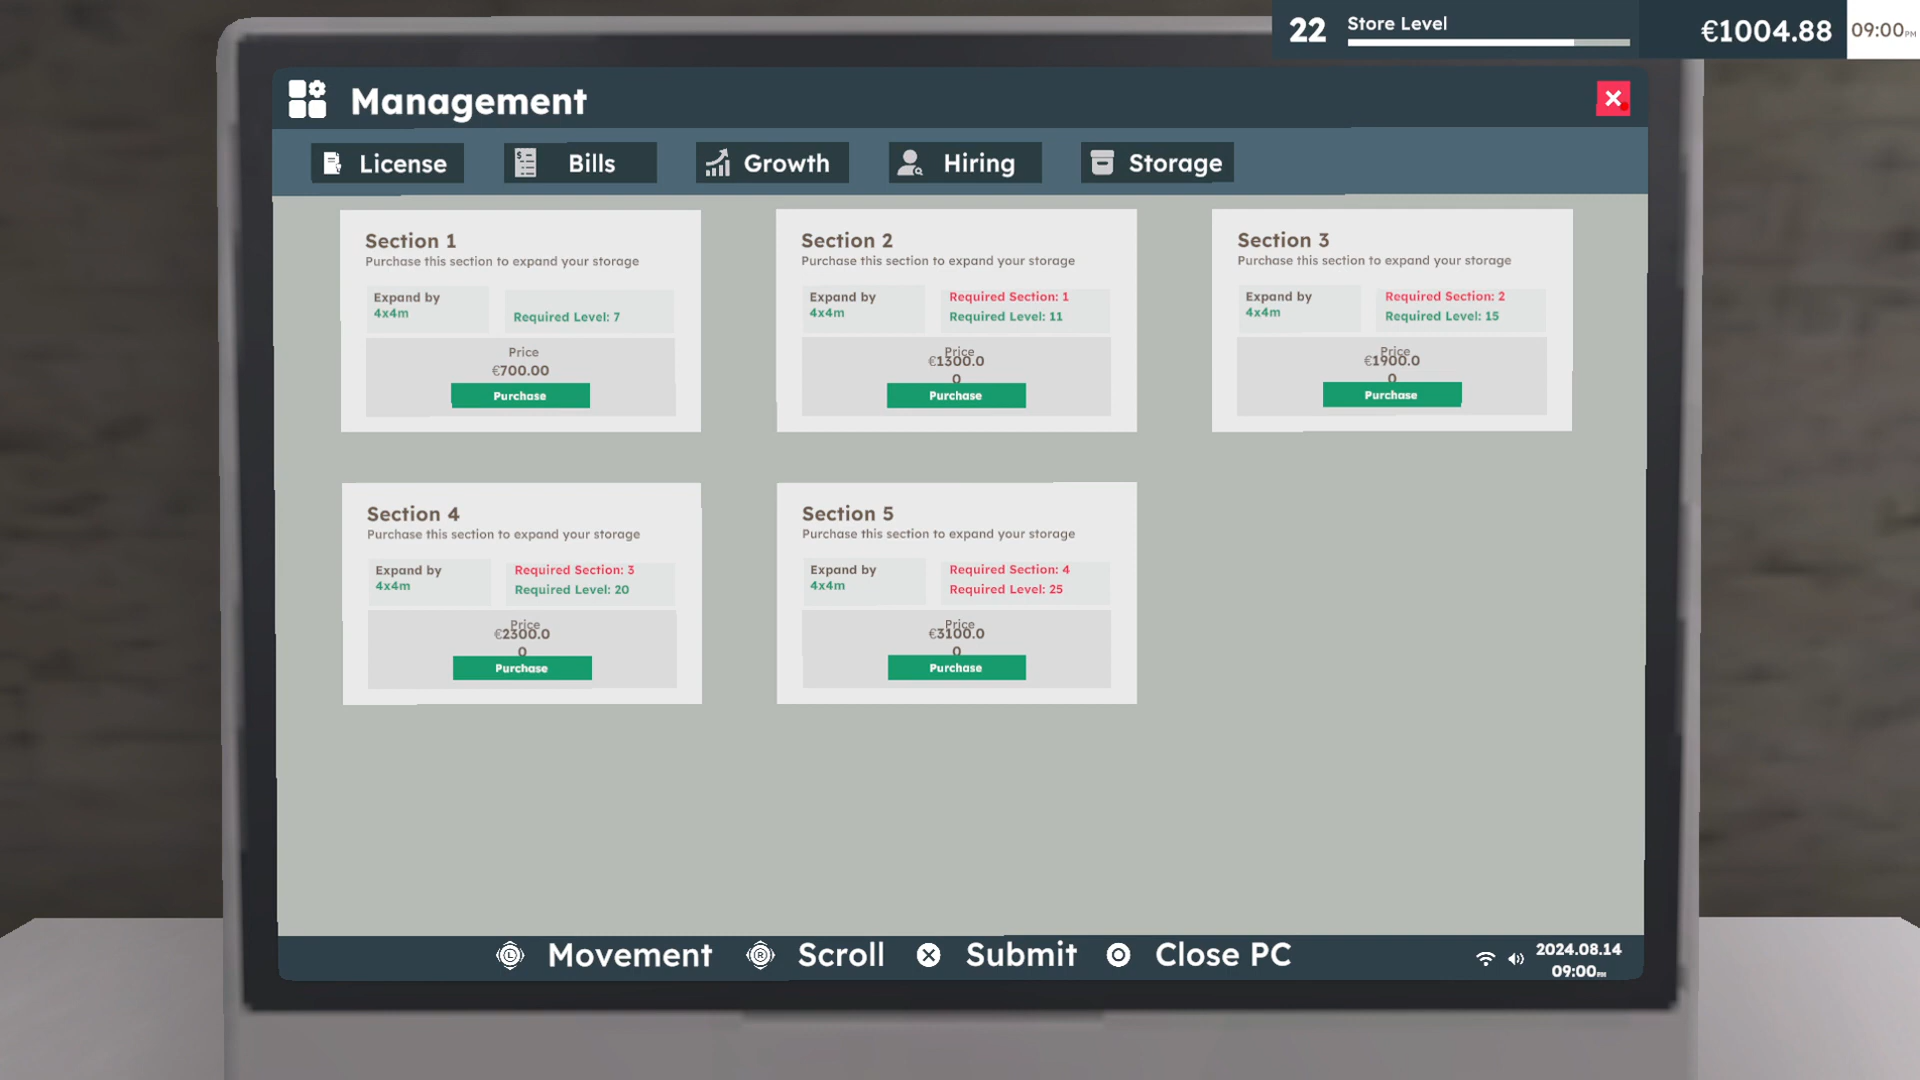 22 Store Level €1004.88 09:00PM
Management
License Bills Growth Hiring Storage
Section 1
Purchase this section to expand your storage
Expand by
4x4m
Required Level: 7
Price
€700.00
Purchase
Section 2
Purchase this section to expand your storage
Expand by
4x4m
Required Section: 1
Required Level: 11
Price
€1300.0
0
Purchase
Section 3
Purchase this section to expand your storage
Expand by
4x4m
Required Section: 2
Required Level: 15
Price
€1900.0
0
Purchase
Section 4
Purchase this section to expand your storage
Expand by
4x4m
Required Section: 3
Required Level: 20
Price
€2300.0
0
Purchase
Section 5
Purchase this section to expand your storage
Expand by
4x4m
Required Section: 4
Required Level: 25
Price
€3100.0
0
Purchase
L Movement R Scroll Submit Close PC
2024.08.14
09:00PM